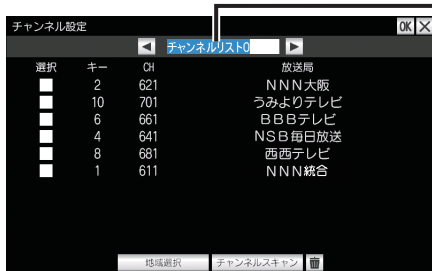 チャンネル設定 OK X
◀ チャンネルリスト0 ▶
選択 キー CH 放送局
2 621 NNN大阪
10 701 うみよりテレビ
6 661 BBBテレビ
4 641 NSB毎日放送
8 681 西西テレビ
1 611 NNN統合
地域選択 チャンネルスキャン